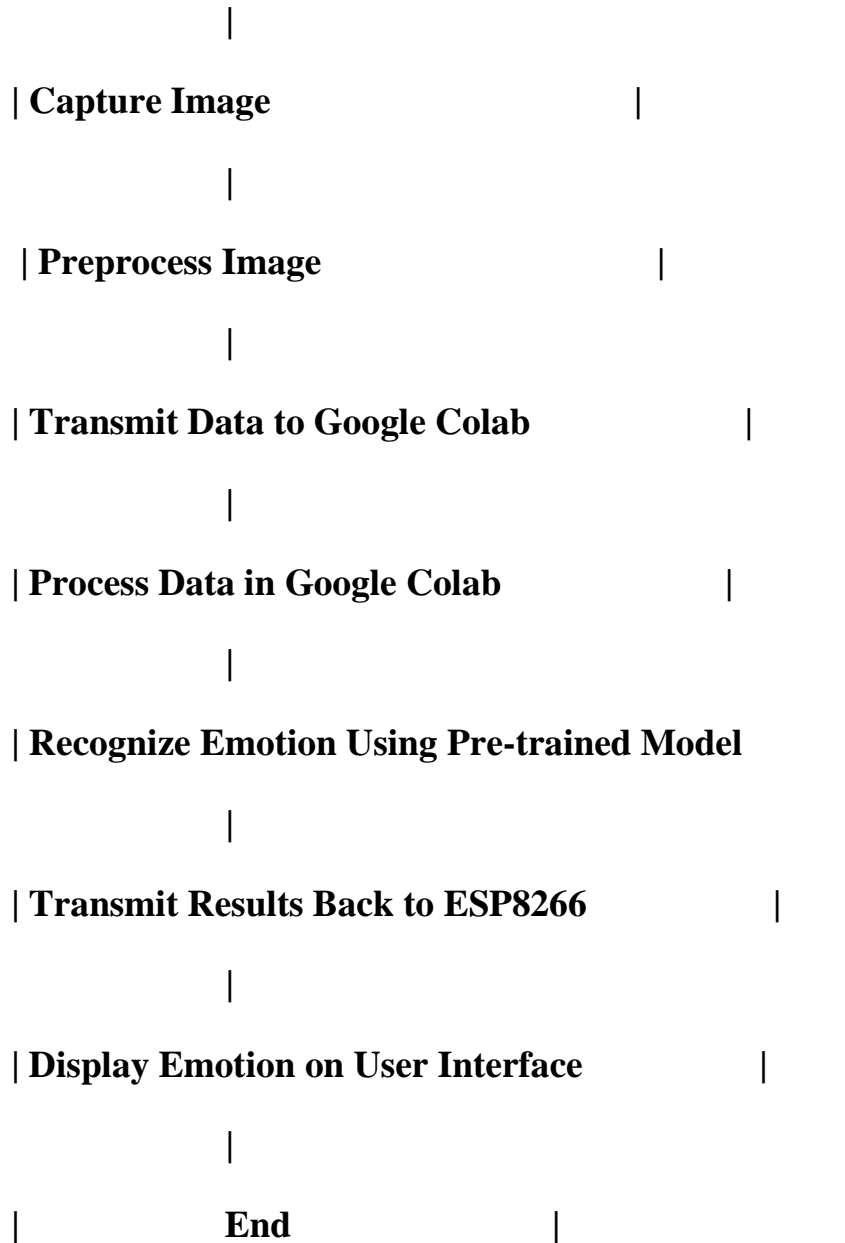 |
| Capture Image |
|
| Preprocess Image |
|
| Transmit Data to Google Colab |
|
| Process Data in Google Colab |
|
| Recognize Emotion Using Pre-trained Model
|
| Transmit Results Back to ESP8266 |
|
| Display Emotion on User Interface |
|
| End |